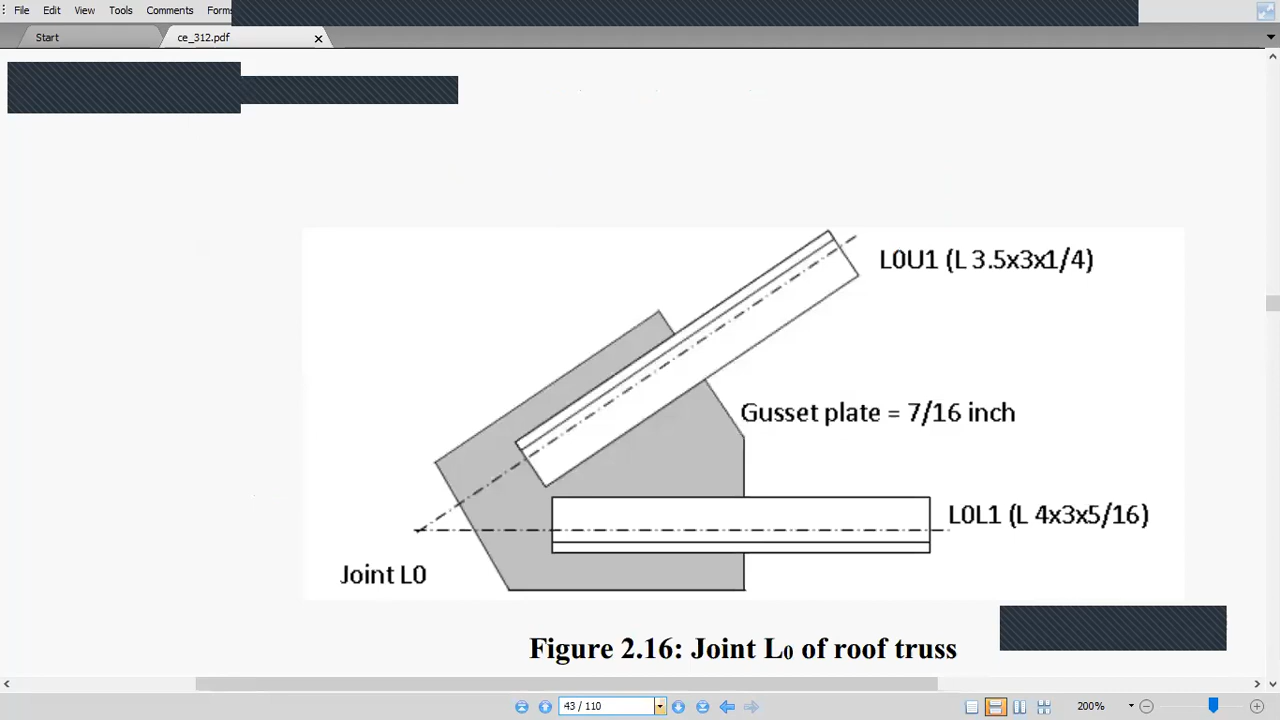 File Edit View Tools Comments Forms
Start ce_312.pdf
L0U1 (L 3.5x3x1/4)
Gusset plate = 7/16 inch
L0L1 (L 4x3x5/16)
Joint L0
Figure 2.16: Joint L₀ of roof truss
43 / 110 200%